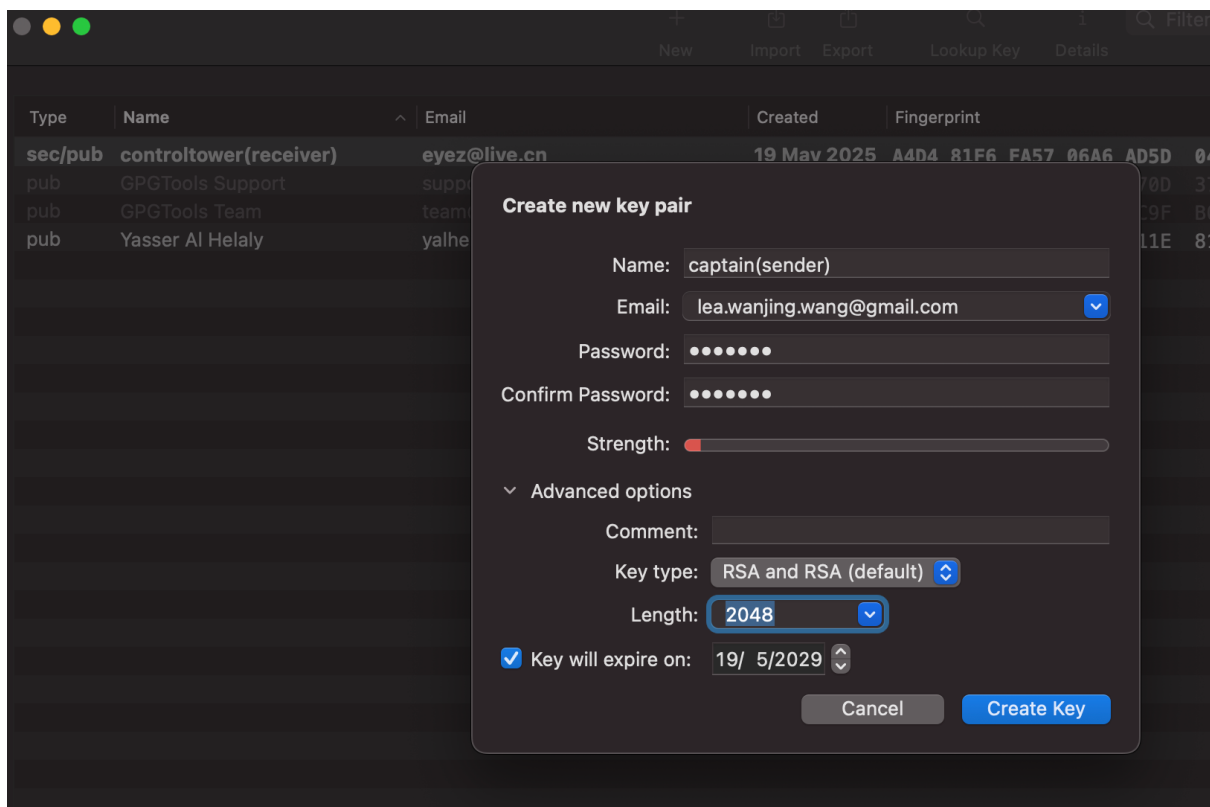 New Import Export Lookup Key Details Filter
Type Name Email Created Fingerprint
sec/pub controltower(receiver) eyez@live.cn 19 May 2025 A4D4 81F6 FA57 06A6 AD5D
pub GPGTools Support
pub GPGTools Team
pub Yasser Al Helaly
Create new key pair
Name: captain(sender)
Email: lea.wanjing.wang@gmail.com
Password: ●●●●●●●
Confirm Password: ●●●●●●●
Strength:
Advanced options
Comment:
Key type: RSA and RSA (default)
Length: 2048
Key will expire on: 19/ 5/2029
Cancel Create Key